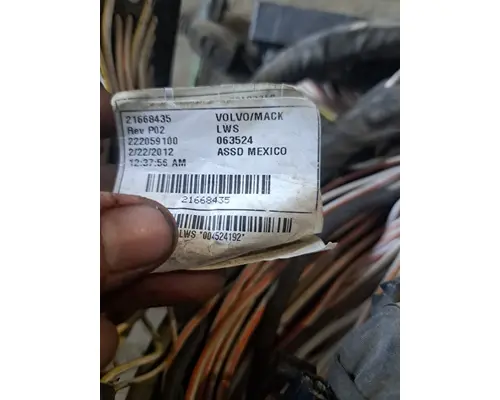 21668435 VOLVO/MACK
Rev P02 LWS
222059100 063524
2/22/2012 ASSD MEXICO
12:37:56 AM
21668435
LWS *004524192*